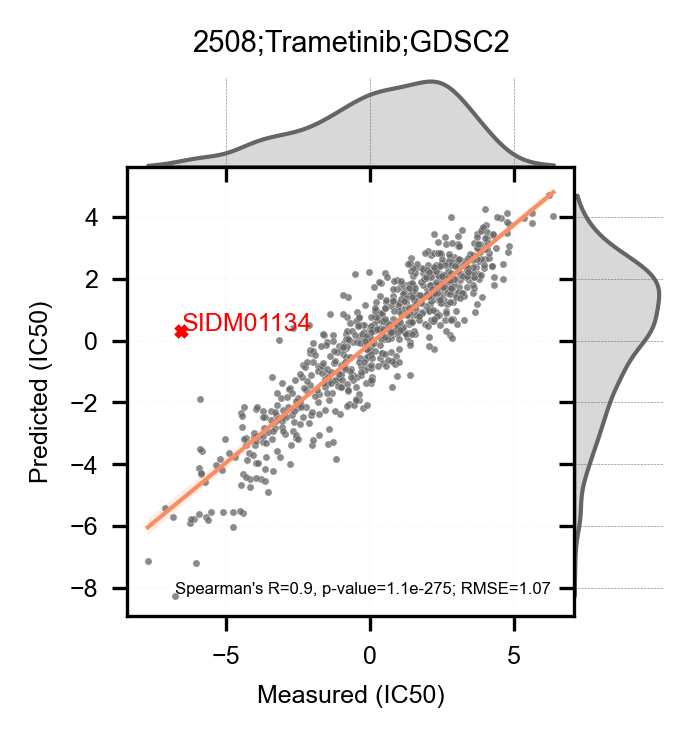 2508;Trametinib;GDSC2
4
2
0
−2
−4
−6
−8
Predicted (IC50)
SIDM01134
Spearman's R=0.9, p-value=1.1e-275; RMSE=1.07
−5
0
5
Measured (IC50)